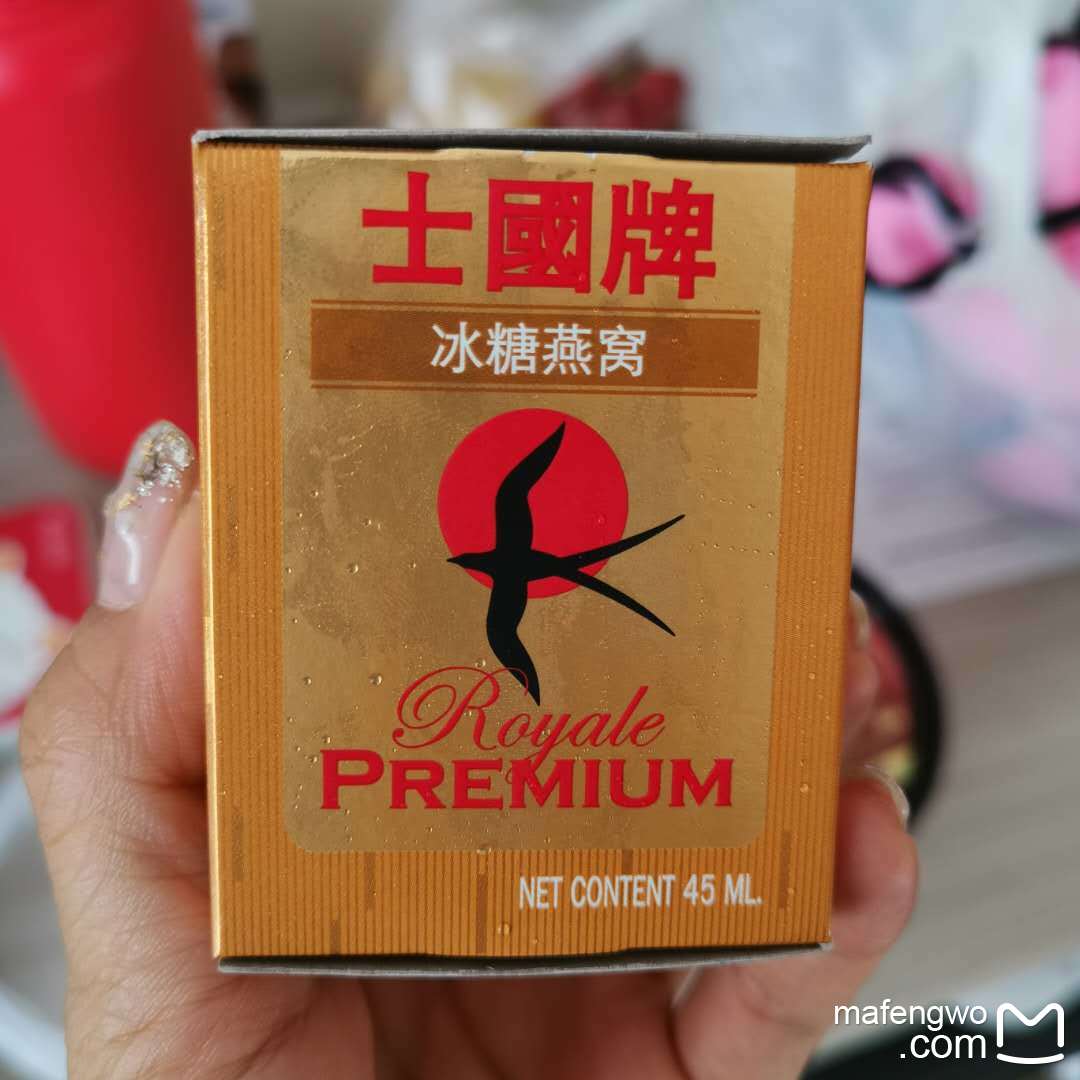 士國牌
冰糖燕窝
Royale
PREMIUM
NET CONTENT 45 ML.
mafengwo
.com